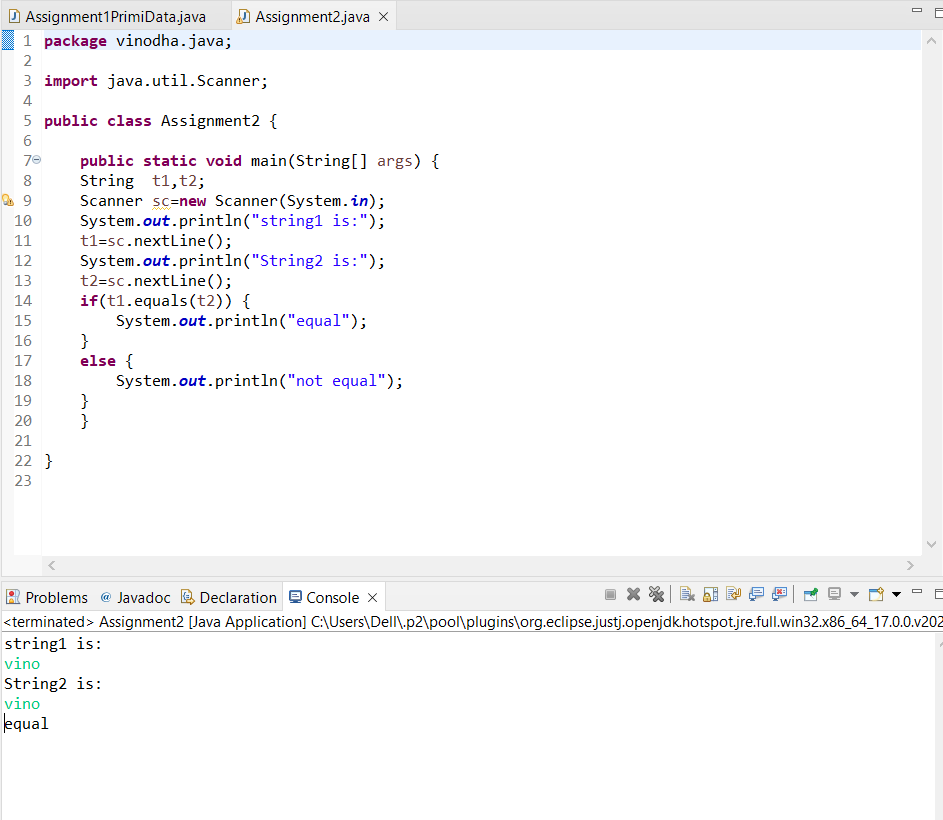 Assignment1PrimiData.java Assignment2.java
1 package vinodha.java;
2
3 import java.util.Scanner;
4
5 public class Assignment2 {
6
7     public static void main(String[] args) {
8     String  t1,t2;
9     Scanner sc=new Scanner(System.in);
10     System.out.println("string1 is:");
11     t1=sc.nextLine();
12     System.out.println("String2 is:");
13     t2=sc.nextLine();
14     if(t1.equals(t2)) {
15         System.out.println("equal");
16     }
17     else {
18         System.out.println("not equal");
19     }
20     }
21
22 }
23
Problems @ Javadoc Declaration Console
<terminated> Assignment2 [Java Application] C:\Users\Dell\.p2\pool\plugins\org.eclipse.justj.openjdk.hotspot.jre.full.win32.x86_64_17.0.0.v202
string1 is:
vino
String2 is:
vino
equal